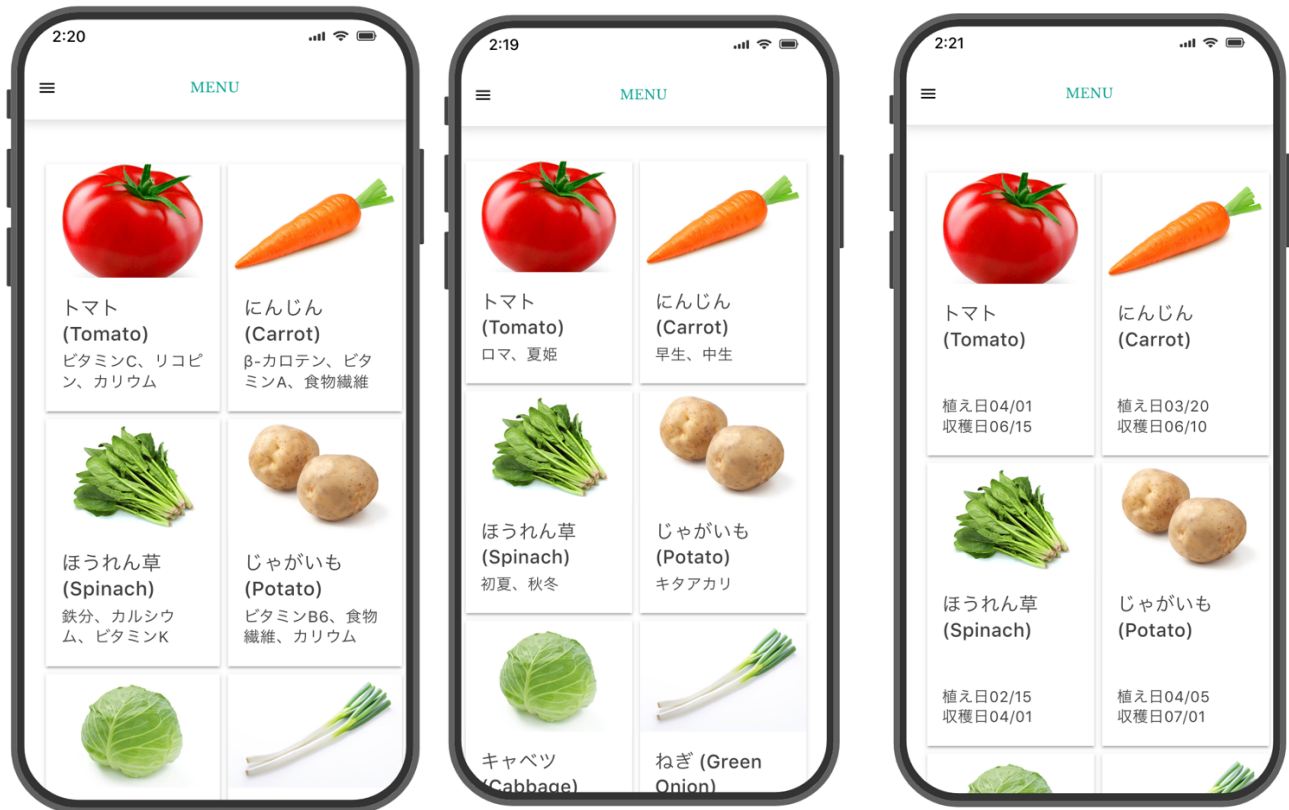 2:20
MENU
トマト
(Tomato)
ビタミンC、リコピ
ン、カリウム
にんじん
(Carrot)
β-カロテン、ビタ
ミンA、食物繊維
ほうれん草
(Spinach)
鉄分、カルシウ
ム、ビタミンK
じゃがいも
(Potato)
ビタミンB6、食物
繊維、カリウム
2:19
MENU
トマト
(Tomato)
ロマ、夏姫
にんじん
(Carrot)
早生、中生
ほうれん草
(Spinach)
初夏、秋冬
じゃがいも
(Potato)
キタアカリ
キャベツ
(Cabbage)
ねぎ (Green
Onion)
2:21
MENU
トマト
(Tomato)
植え日04/01
収穫日06/15
にんじん
(Carrot)
植え日03/20
収穫日06/10
ほうれん草
(Spinach)
植え日02/15
収穫日04/01
じゃがいも
(Potato)
植え日04/05
収穫日07/01